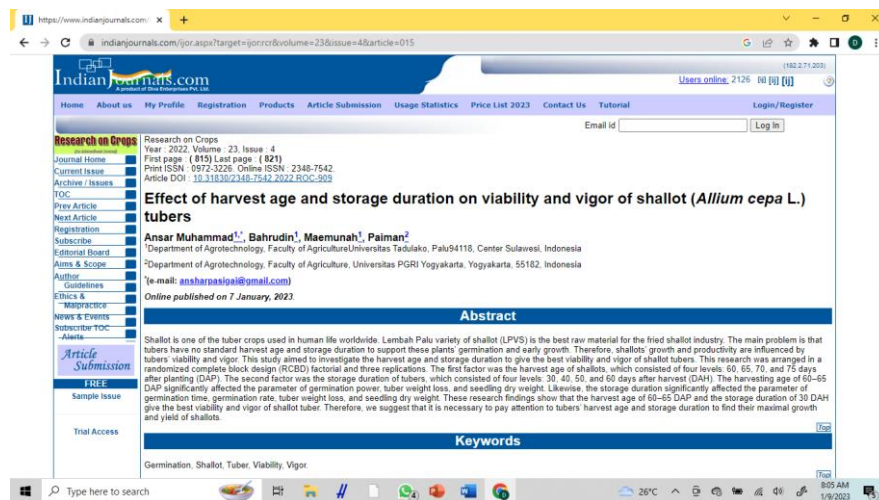 https://www.indianjournals.com
indianjournals.com/ijor.aspx?target=ijor:rcr&volume=23&issue=4&article=015
IndianJournals.com
A product of Diva Enterprises Pvt. Ltd.
(182.2.71.203)
Users online: 2126 [ij] [ij] [ij]
Home About us My Profile Registration Products Article Submission Usage Statistics Price List 2023 Contact Us Tutorial Login/Register
Email id Log In
Research on Crops
Journal Home
Current Issue
Archive / Issues
TOC
Prev Article
Next Article
Registration
Subscribe
Editorial Board
Aims & Scope
Author
Guidelines
Ethics &
Malpractice
News & Events
Subscribe TOC
Alerts
Article
Submission
FREE
Sample Issue
Trial Access
Research on Crops
Year : 2022, Volume : 23, Issue : 4
First page : ( 815) Last page : ( 821)
Print ISSN : 0972-3226. Online ISSN : 2348-7542.
Article DOI : 10.31830/2348-7542.2022.ROC-909
Effect of harvest age and storage duration on viability and vigor of shallot (Allium cepa L.)
tubers
Ansar Muhammad1,*, Bahrudin1, Maemunah1, Paiman2
1Department of Agrotechnology, Faculty of AgricultureUniversitas Tadulako, Palu94118, Center Sulawesi, Indonesia
2Department of Agrotechnology, Faculty of Agriculture, Universitas PGRI Yogyakarta, Yogyakarta, 55182, Indonesia
*(e-mail: ansharpasigai@gmail.com)
Online published on 7 January, 2023.
Abstract
Shallot is one of the tuber crops used in human life worldwide. Lembah Palu variety of shallot (LPVS) is the best raw material for the fried shallot industry. The main problem is that
tubers have no standard harvest age and storage duration to support these plants' germination and early growth. Therefore, shallots' growth and productivity are influenced by
tubers' viability and vigor. This study aimed to investigate the harvest age and storage duration to give the best viability and vigor of shallot tubers. This research was arranged in a
randomized complete block design (RCBD) factorial and three replications. The first factor was the harvest age of shallots, which consisted of four levels: 60, 65, 70, and 75 days
after planting (DAP). The second factor was the storage duration of tubers, which consisted of four levels: 30, 40, 50, and 60 days after harvest (DAH). The harvesting age of 60–65
DAP significantly affected the parameter of germination power, tuber weight loss, and seedling dry weight. Likewise, the storage duration significantly affected the parameter of
germination time, germination rate, tuber weight loss, and seedling dry weight. These research findings show that the harvest age of 60–65 DAP and the storage duration of 30 DAH
give the best viability and vigor of shallot tuber. Therefore, we suggest that it is necessary to pay attention to tubers' harvest age and storage duration to find their maximal growth
and yield of shallots.
Top
Keywords
Germination, Shallot, Tuber, Viability, Vigor.
Top
Type here to search
26°C
8:05 AM
1/9/2023